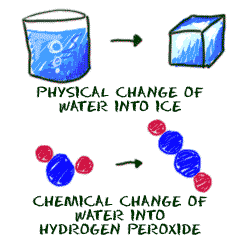 PHYSICAL CHANGE OF
WATER INTO ICE
CHEMICAL CHANGE OF
WATER INTO
HYDROGEN PEROXIDE